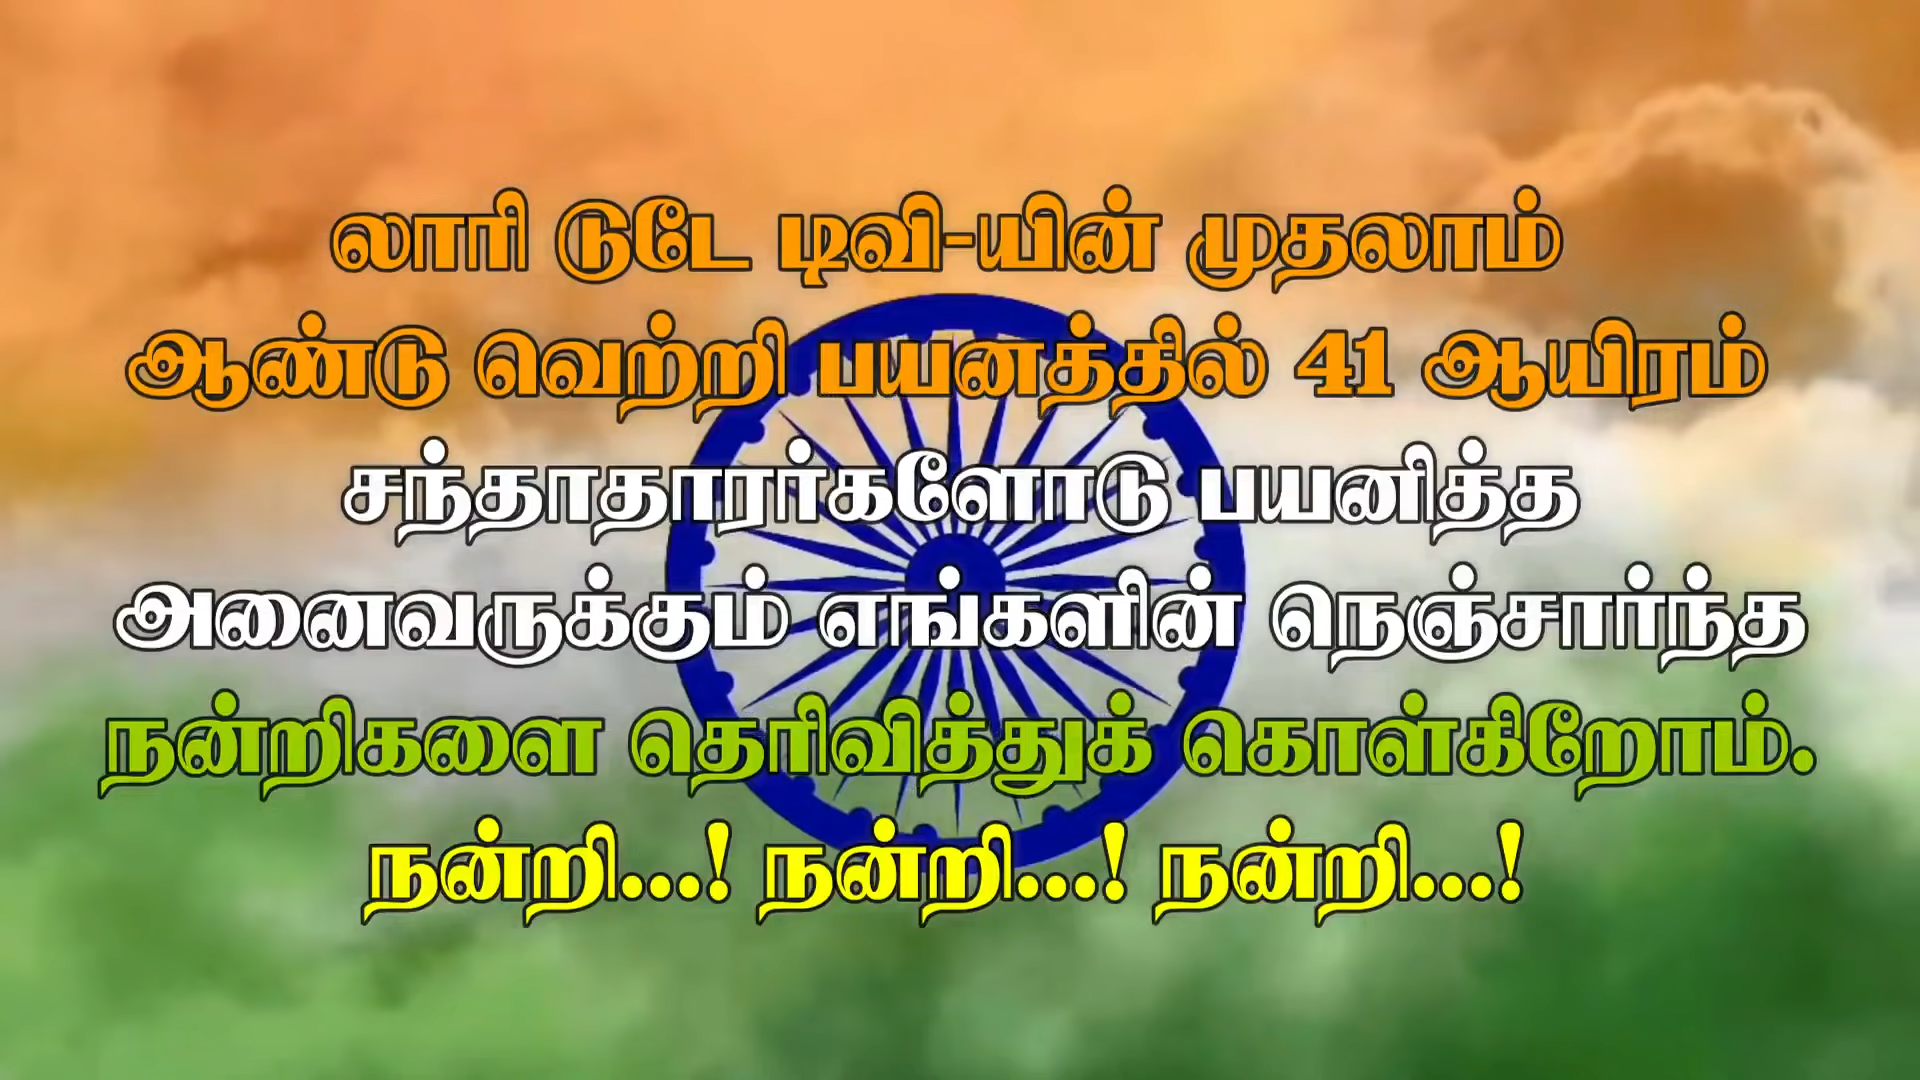 லாரி டுடே டிவி-யின் முதலாம்
ஆண்டு வெற்றி பயனத்தில் 41 ஆயிரம்
சந்தாதாரர்களோடு பயனித்த
அனைவருக்கும் எங்களின் நெஞ்சார்ந்த
நன்றிகளை தெரிவித்துக் கொள்கிறோம்.
நன்றி...! நன்றி...! நன்றி...!